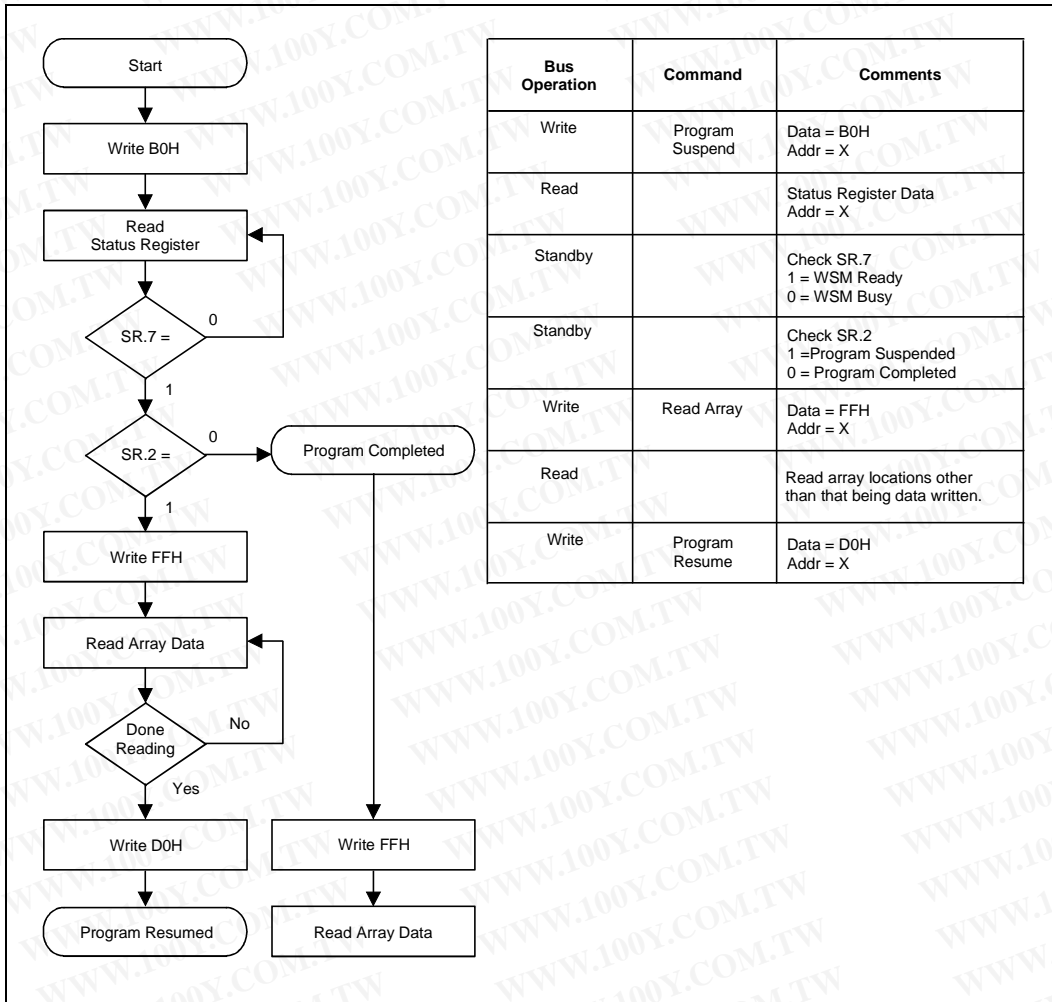 Start
Write B0H
Read
Status Register
SR.7 =
0
1
SR.2 =
0
Program Completed
1
Write FFH
Read Array Data
Done
Reading
No
Yes
Write D0H
Write FFH
Program Resumed
Read Array Data
Bus
Operation
Command
Comments
Write
Program
Suspend
Data = B0H
Addr = X
Read
Status Register Data
Addr = X
Standby
Check SR.7
1 = WSM Ready
0 = WSM Busy
Standby
Check SR.2
1 =Program Suspended
0 = Program Completed
Write
Read Array
Data = FFH
Addr = X
Read
Read array locations other
than that being data written.
Write
Program
Resume
Data = D0H
Addr = X
WWW.100Y.COM.TW